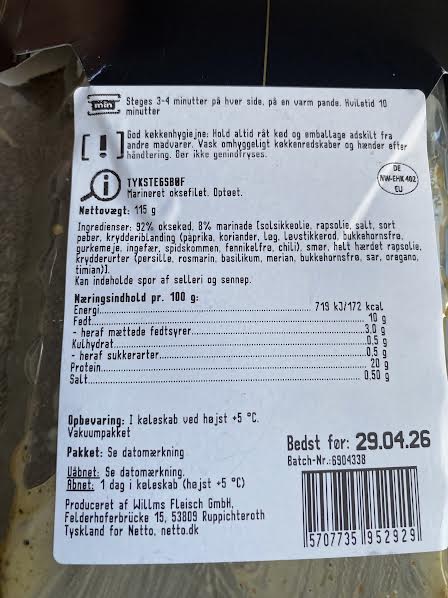 min
Steges 3-4 minutter på hver side, på en varm pande. Hviletid 10
minutter
[!]
God køkkenhygiejne: Hold altid råt kød og emballage adskilt fra
andre madvarer. Vask omhyggeligt køkkenredskaber og hænder efter
håndtering. Bør ikke genindfryses.
i
TYKSTEGSBØF
Marineret oksefilet. Optøet.
Nettovægt: 115 g
DE
NW-EHK 402
EU
Ingredienser: 92% oksekød, 8% marinade [solsikkeolie, rapsolie, salt, sort
peber, krydderiblanding (paprika, koriander, løg, løvstikkerod, bukkehornsfrø,
gurkemeje, ingefær, spidskommen, fennikelfrø, chili), smør, helt hærdet rapsolie,
krydderurter (persille, rosmarin, basilikum, merian, bukkehornsfrø, sar, oregano,
timian)].
Kan indeholde spor af selleri og sennep.
Næringsindhold pr. 100 g:
Energi 719 kJ/172 kcal
Fedt 10 g
- heraf mættede fedtsyrer 3,0 g
Kulhydrat 0,5 g
- heraf sukkerarter 0,5 g
Protein 20 g
Salt 0,50 g
Opbevaring: I køleskab ved højst +5 °C.
Vakuumpakket
Pakket: Se datomærkning
Uåbnet: Se datomærkning.
Åbnet: 1 dag i køleskab (højst +5 °C)
Produceret af Willms Fleisch GmbH,
Felderhoferbrücke 15, 53809 Ruppichteroth
Tyskland for Netto. netto.dk
Bedst før: 29.04.26
Batch-Nr.:6904338
5707735 952929